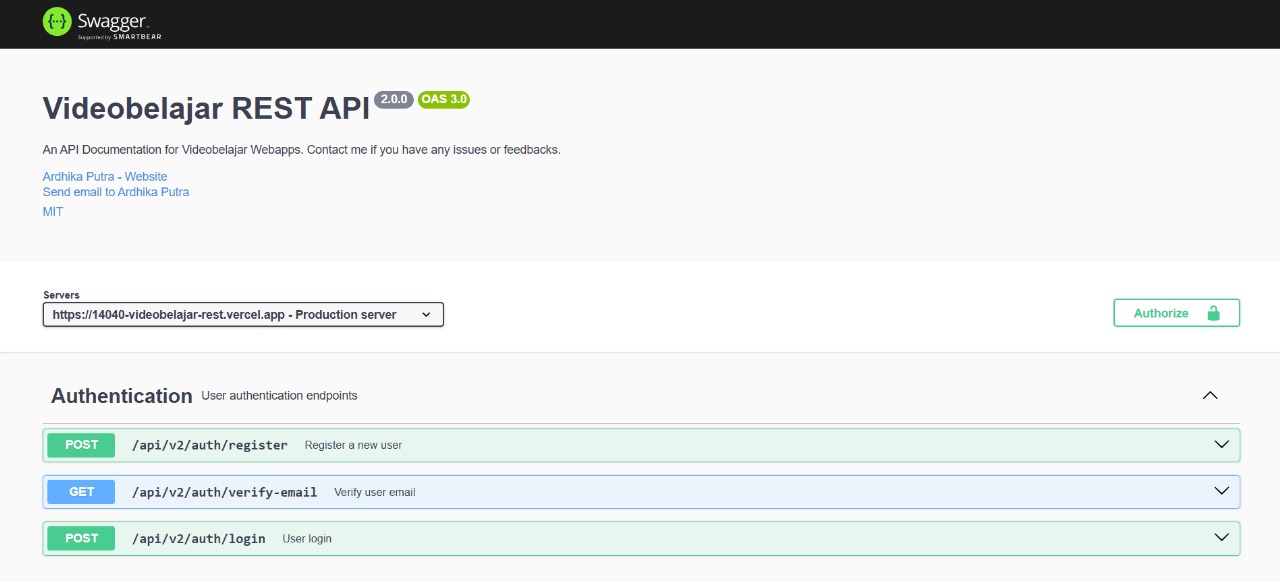 {···} Swagger
Supported by SMARTBEAR
Videobelajar REST API 2.0.0 OAS 3.0
An API Documentation for Videobelajar Webapps. Contact me if you have any issues or feedbacks.
Ardhika Putra - Website
Send email to Ardhika Putra
MIT
Servers
https://14040-videobelajar-rest.vercel.app - Production server
Authorize
Authentication User authentication endpoints
POST /api/v2/auth/register Register a new user
GET /api/v2/auth/verify-email Verify user email
POST /api/v2/auth/login User login